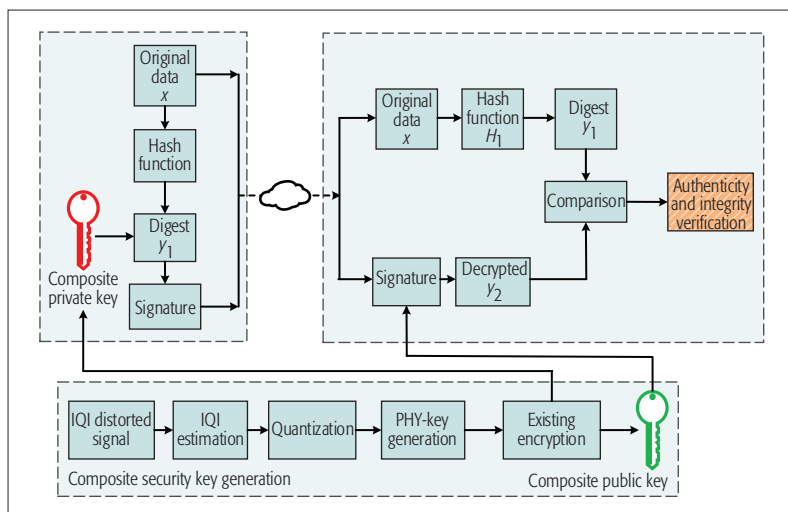 Original
data
x
Hash
function
Digest
y1
Signature
Composite
private key
Original
data
x
Hash
function
H1
Digest
y1
Comparison
Authenticity
and integrity
verification
Signature
Decrypted
y2
IQI distorted
signal
IQI
estimation
Quantization
PHY-key
generation
Existing
encryption
Composite security key generation
Composite public key